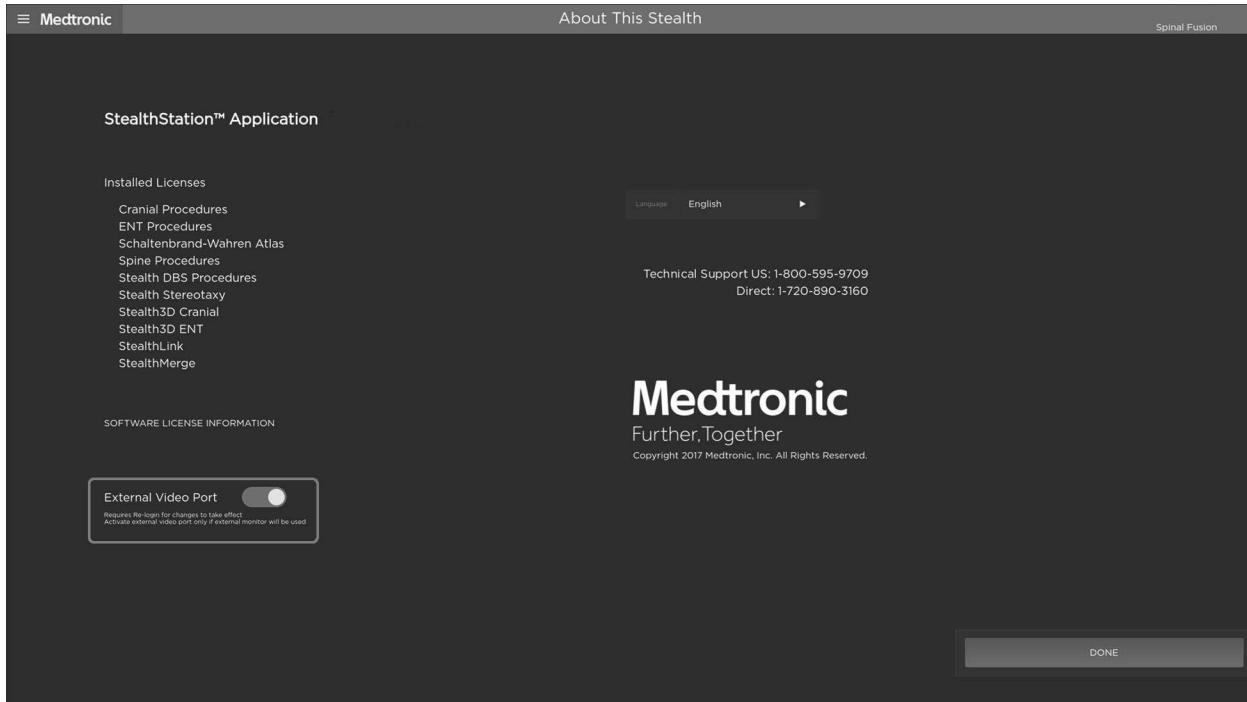 Medtronic
About This Stealth
Spinal Fusion
StealthStation™ Application
Installed Licenses
Cranial Procedures
ENT Procedures
Schaltenbrand-Wahren Atlas
Spine Procedures
Stealth DBS Procedures
Stealth Stereotaxy
Stealth3D Cranial
Stealth3D ENT
StealthLink
StealthMerge
SOFTWARE LICENSE INFORMATION
External Video Port
Requires Re-login for changes to take effect
Activate external video port only if external monitor will be used
Language English
Technical Support US: 1-800-595-9709
Direct: 1-720-890-3160
Medtronic
Further, Together
Copyright 2017 Medtronic, Inc. All Rights Reserved.
DONE